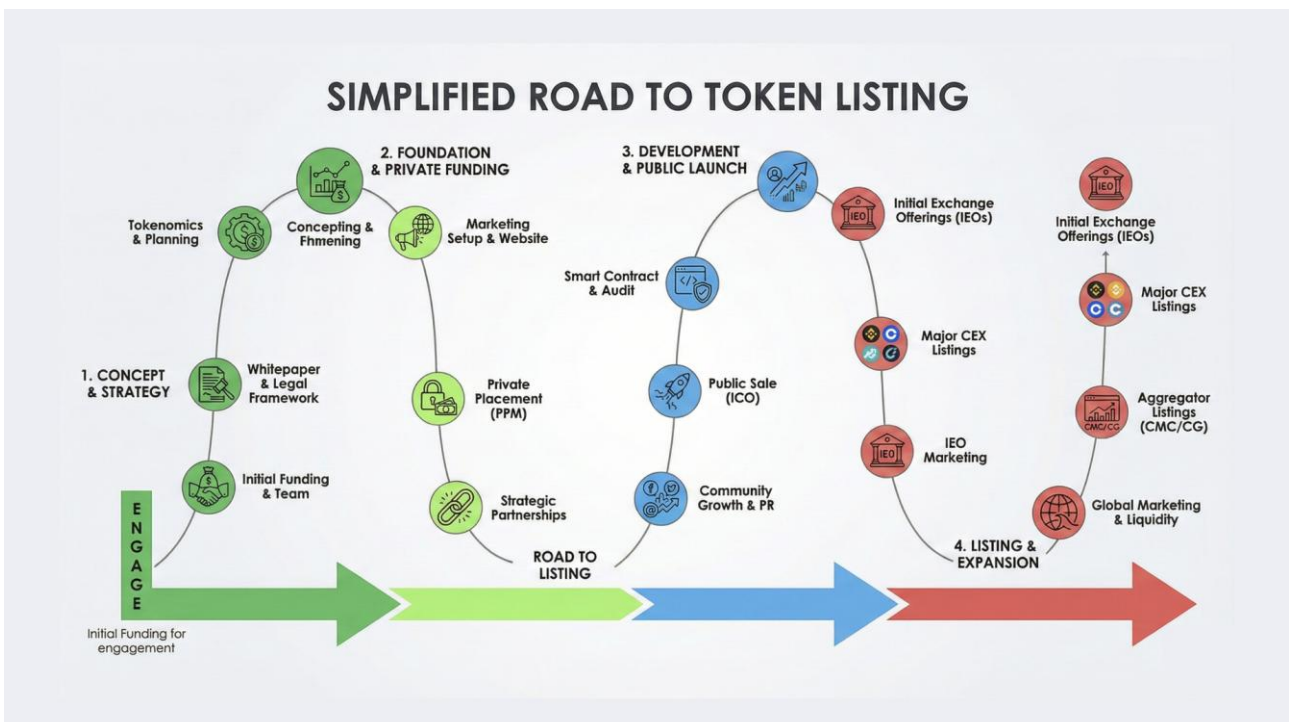 SIMPLIFIED ROAD TO TOKEN LISTING
1. CONCEPT
& STRATEGY
Initial Funding
& Team
Whitepaper
& Legal
Framework
Tokenomics
& Planning
2. FOUNDATION
& PRIVATE FUNDING
Concepting &
Fhmening
Marketing
Setup & Website
Private
Placement
(PPM)
Strategic
Partnerships
ROAD TO
LISTING
3. DEVELOPMENT
& PUBLIC LAUNCH
Community
Growth & PR
Public Sale
(ICO)
Smart Contract
& Audit
IEO
Initial Exchange
Offerings (IEOs)
Major CEX
Listings
IEO
IEO
Marketing
4. LISTING &
EXPANSION
Global Marketing
& Liquidity
CMC/CG
Aggregator
Listings
(CMC/CG)
Major CEX
Listings
IEO
Initial Exchange
Offerings (IEOs)
ENGAGE
Initial Funding for
engagement